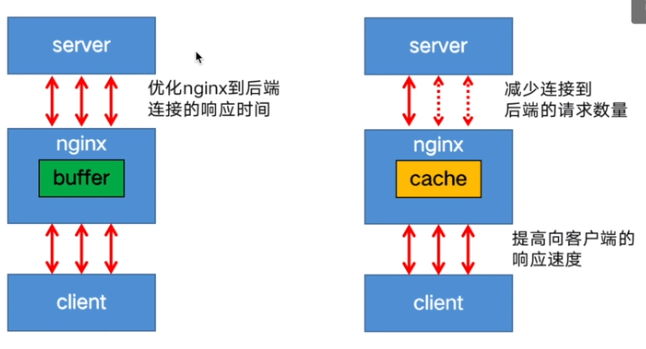 server
优化nginx到后端
连接的响应时间
nginx
buffer
client
server
减少连接到
后端的请求数量
nginx
cache
提高向客户端的
响应速度
client